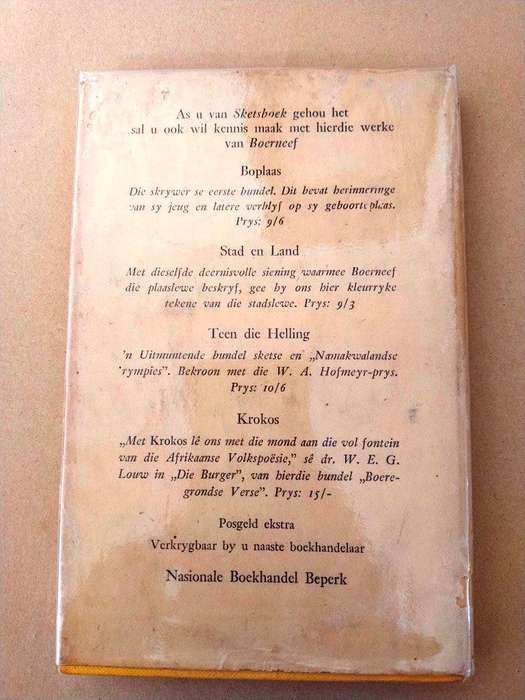 As u van Sketsboek gehou het
sal u ook wil kennis maak met hierdie werke
van Boerneef
Boplaas
Die skrywer se eerste bundel. Dit bevat herinneringe
van sy jeug en latere verblyf op sy geboorteplaas.
Prys: 9/6
Stad en Land
Met dieselfde deernisvolle siening waarmee Boerneef
die plaaslewe beskryf, gee hy ons hier kleurryke
tekene van die stadslewe. Prys: 9/3
Teen die Helling
'n Uitmuntende bundel sketse en „Namakwalandse
'rympies”. Bekroon met die W. A. Hofmeyr-prys.
Prys: 10/6
Krokos
„Met Krokos lê ons met die mond aan die vol fontein
van die Afrikaanse Volkspoësie,” sê dr. W. E. G.
Louw in „Die Burger”, van hierdie bundel „Boere-
grondse Verse”. Prys: 15/-
Posgeld ekstra
Verkrygbaar by u naaste boekhandelaar
Nasionale Boekhandel Beperk